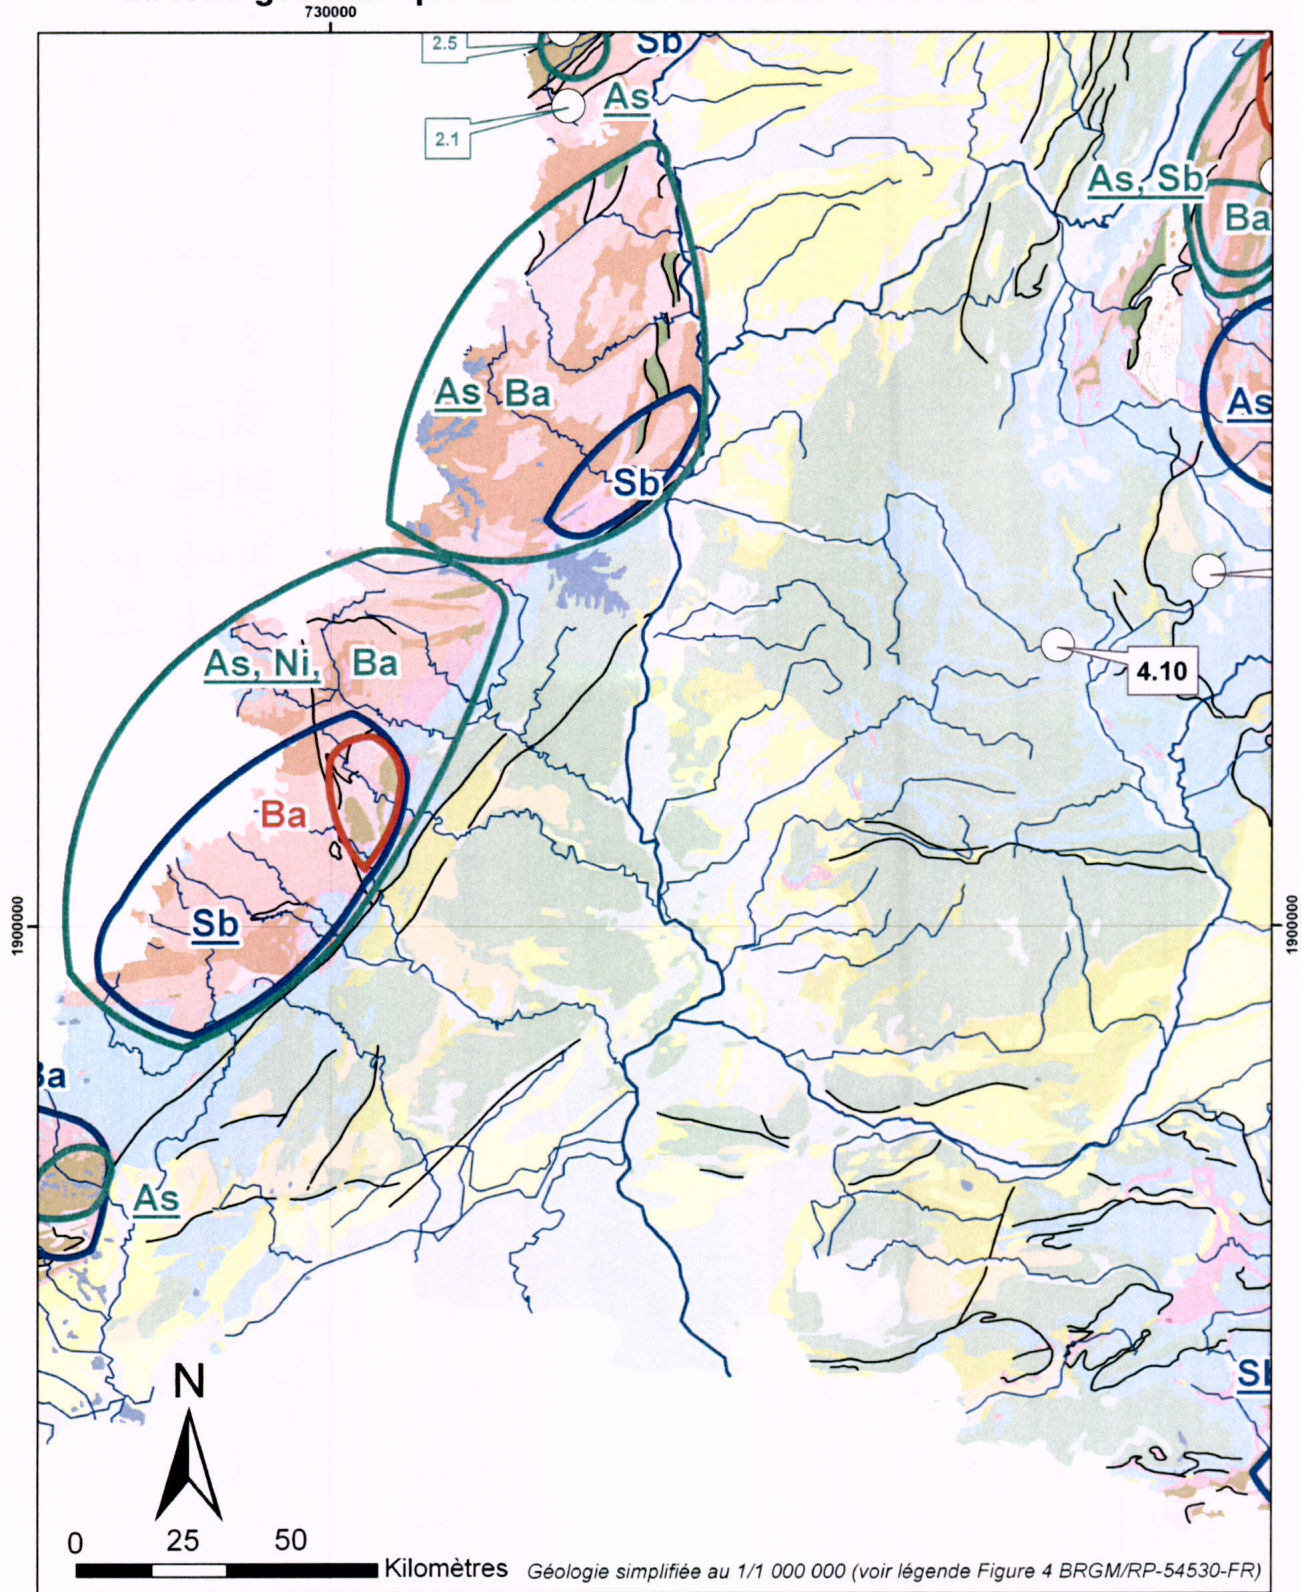 730000
2.5
Sb
As
2.1
As, Sb
Ba
As Ba
As
Sb
As, Ni, Ba
4.10
Ba
Sb
1900000
1900000
As
N
0 25 50
Kilomètres
Géologie simplifiée au 1/1 000 000 (voir légende Figure 4 BRGM/RP-54530-FR)